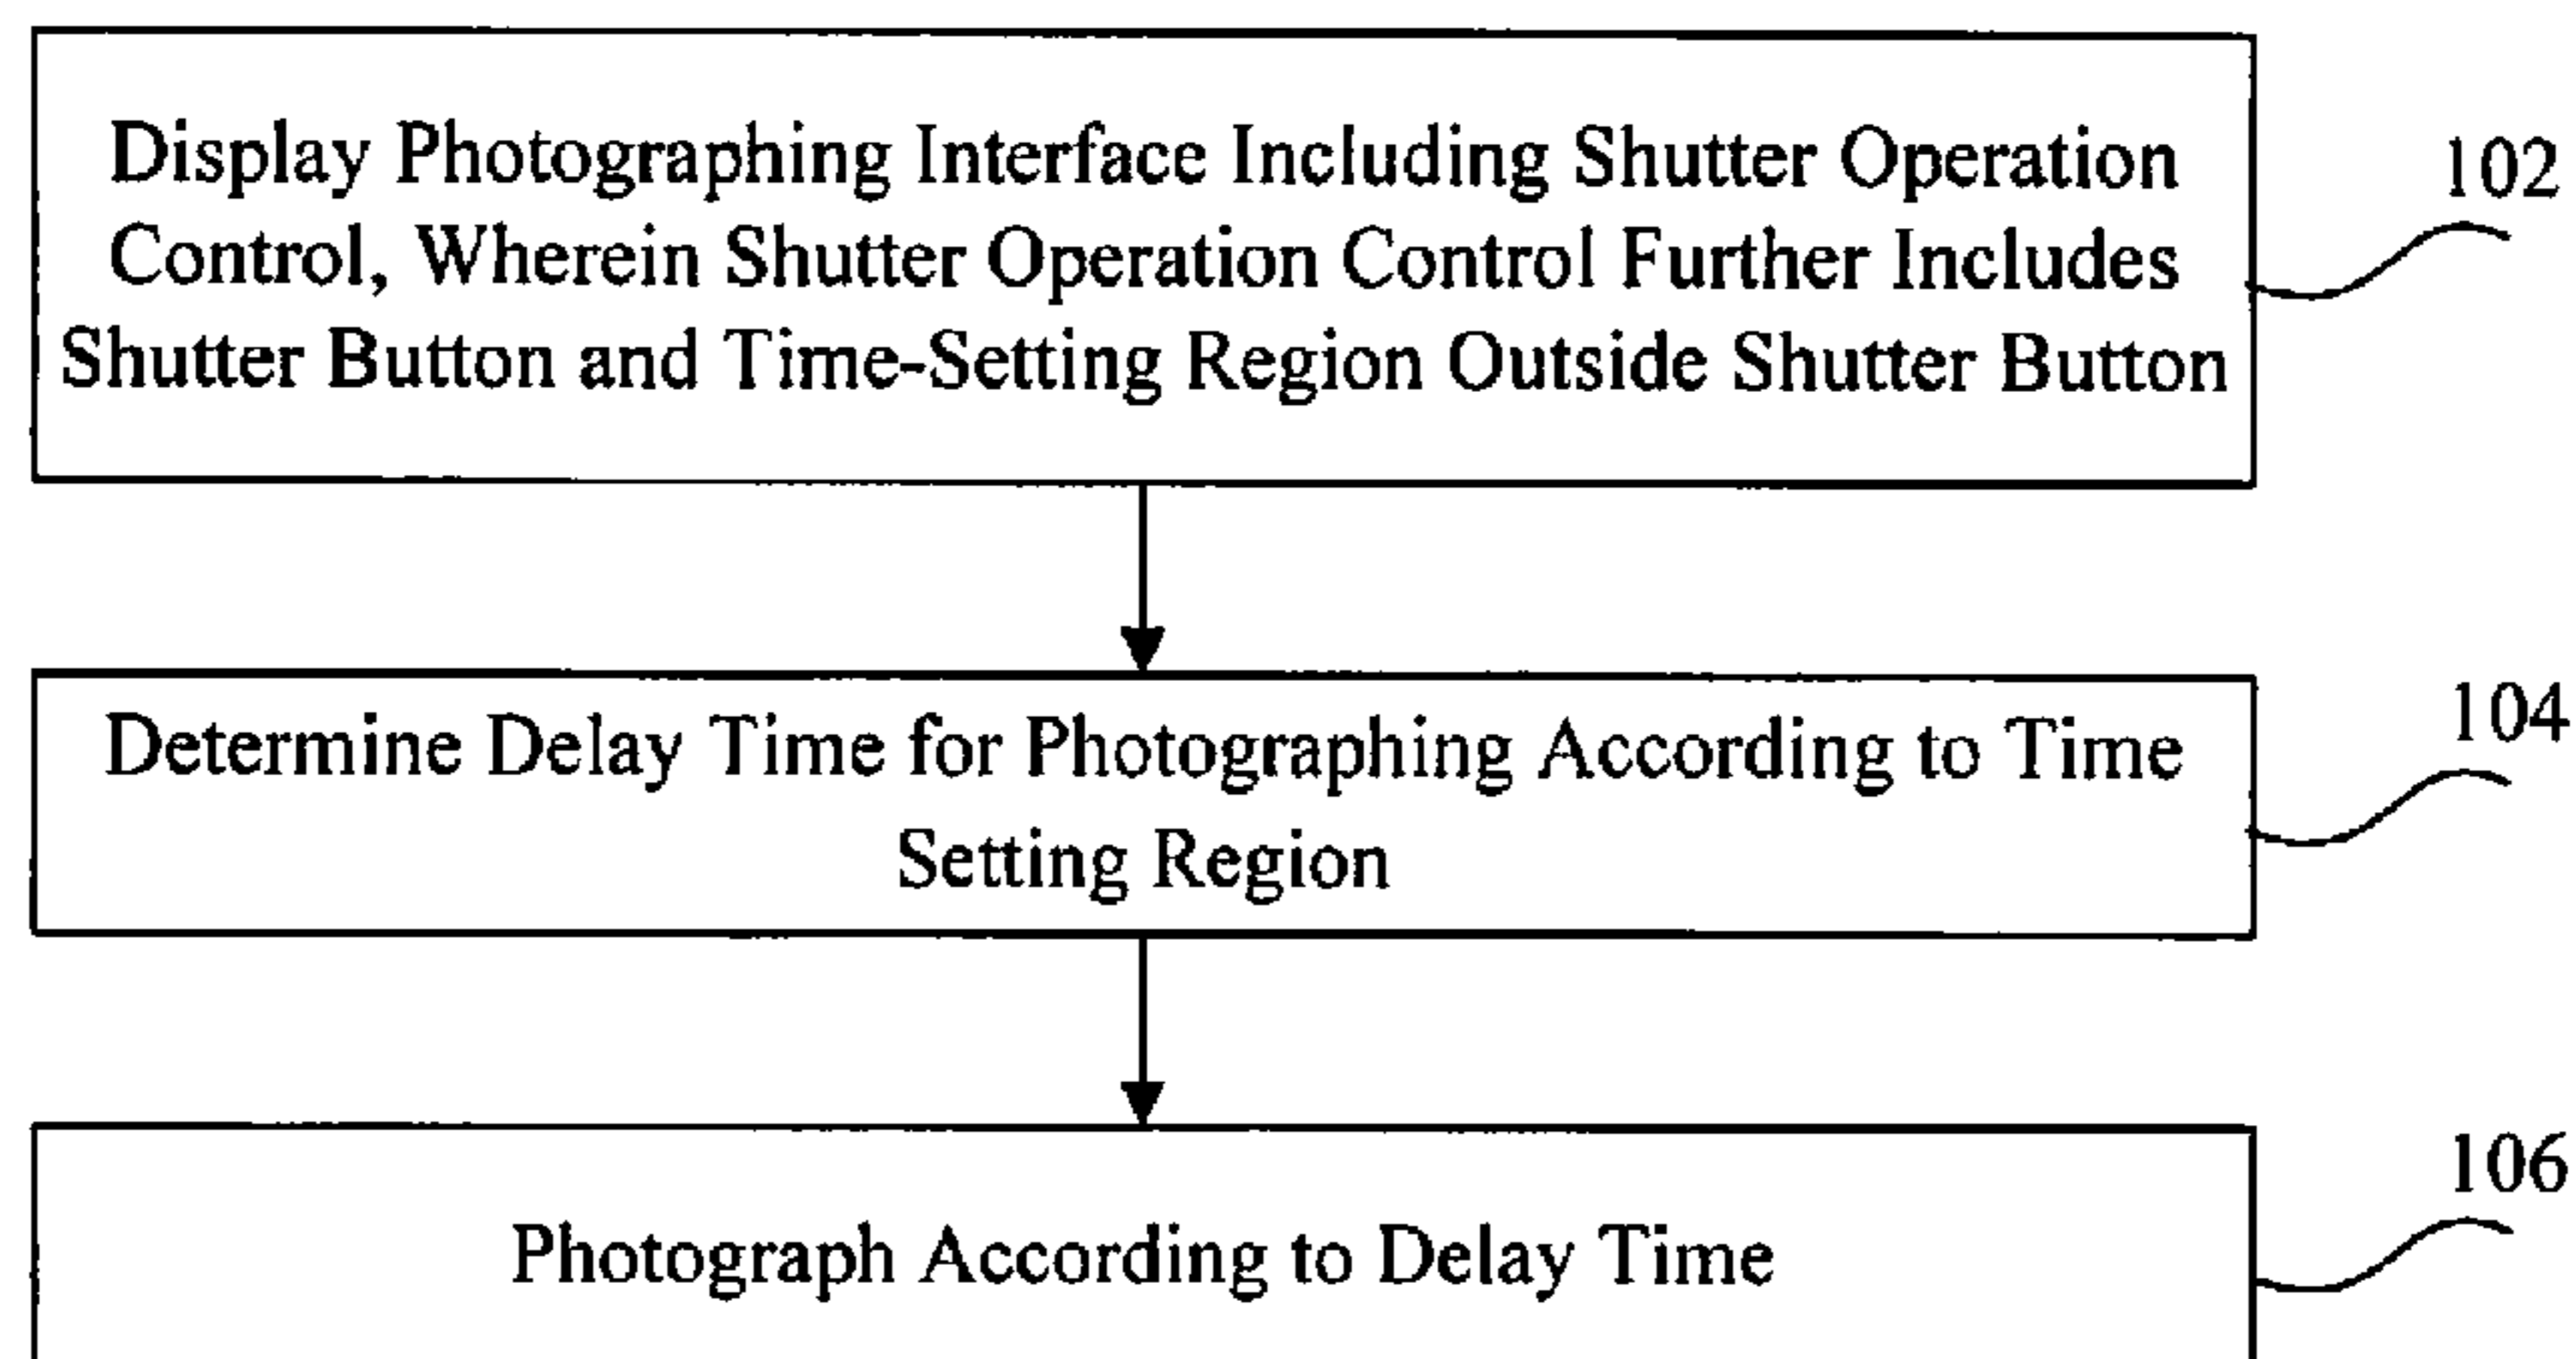 Display Photographing Interface Including Shutter Operation
Control, Wherein Shutter Operation Control Further Includes
Shutter Button and Time-Setting Region Outside Shutter Button
102
Determine Delay Time for Photographing According to Time
Setting Region
104
Photograph According to Delay Time
106